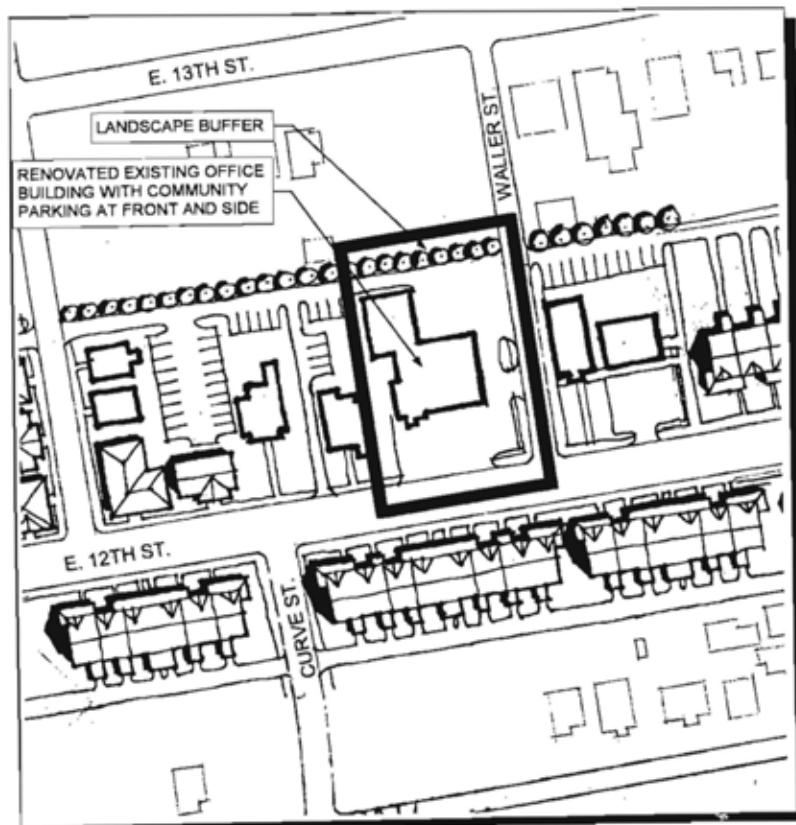 E. 13TH ST.
LANDSCAPE BUFFER
WALLER ST.
RENOVATED EXISTING OFFICE
BUILDING WITH COMMUNITY
PARKING AT FRONT AND SIDE
E. 12TH ST.
CURVE ST.